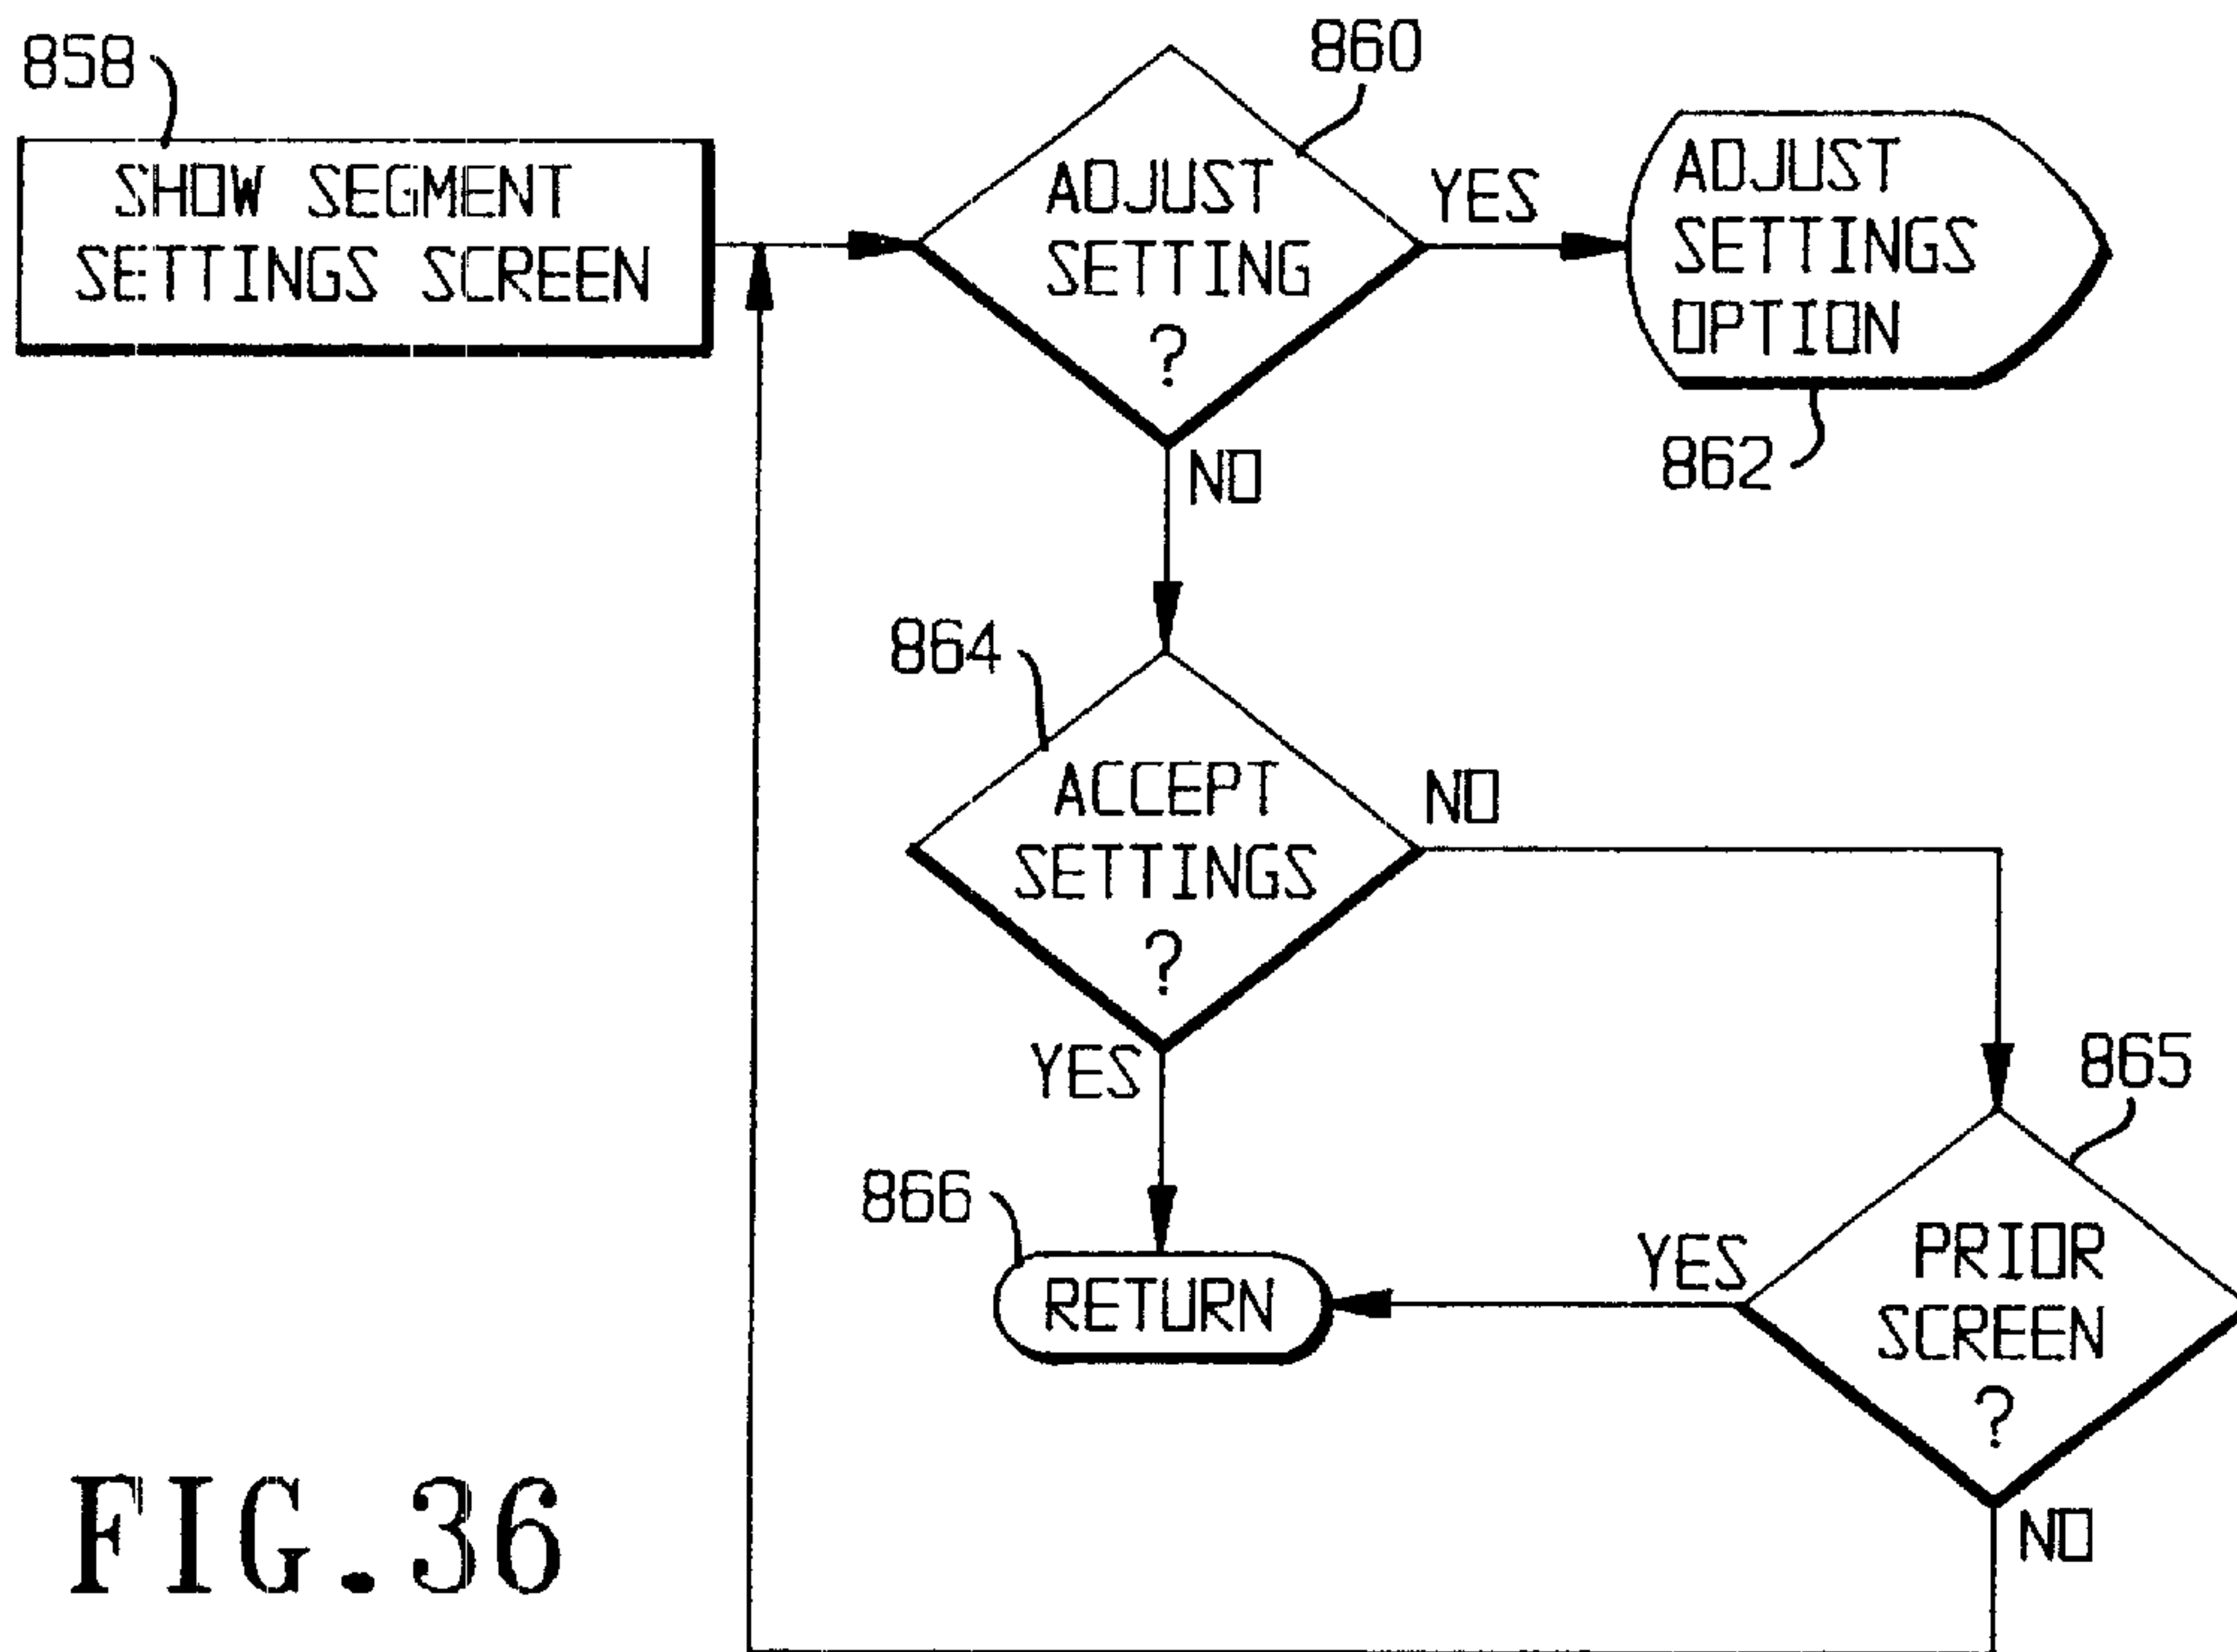 858
SHOW SEGMENT
SETTINGS SCREEN
860
ADJUST
SETTING
?
YES
NO
ADJUST
SETTINGS
OPTION
862
864
ACCEPT
SETTINGS
?
NO
YES
865
PRIOR
SCREEN
?
YES
NO
866
RETURN
FIG.36